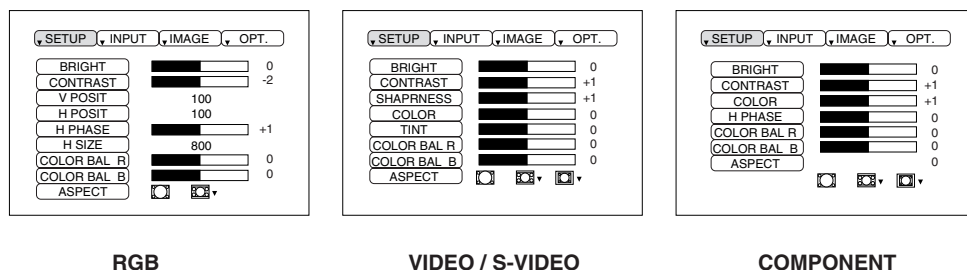 SETUP INPUT IMAGE OPT.
BRIGHT 0
CONTRAST -2
V POSIT 100
H POSIT 100
H PHASE +1
H SIZE 800
COLOR BAL R 0
COLOR BAL B 0
ASPECT
RGB
SETUP INPUT IMAGE OPT.
BRIGHT 0
CONTRAST +1
SHAPRNESS +1
COLOR 0
TINT 0
COLOR BAL R 0
COLOR BAL B 0
ASPECT
VIDEO / S-VIDEO
SETUP INPUT IMAGE OPT.
BRIGHT 0
CONTRAST +1
COLOR +1
H PHASE 0
COLOR BAL R 0
COLOR BAL B 0
ASPECT 0
COMPONENT